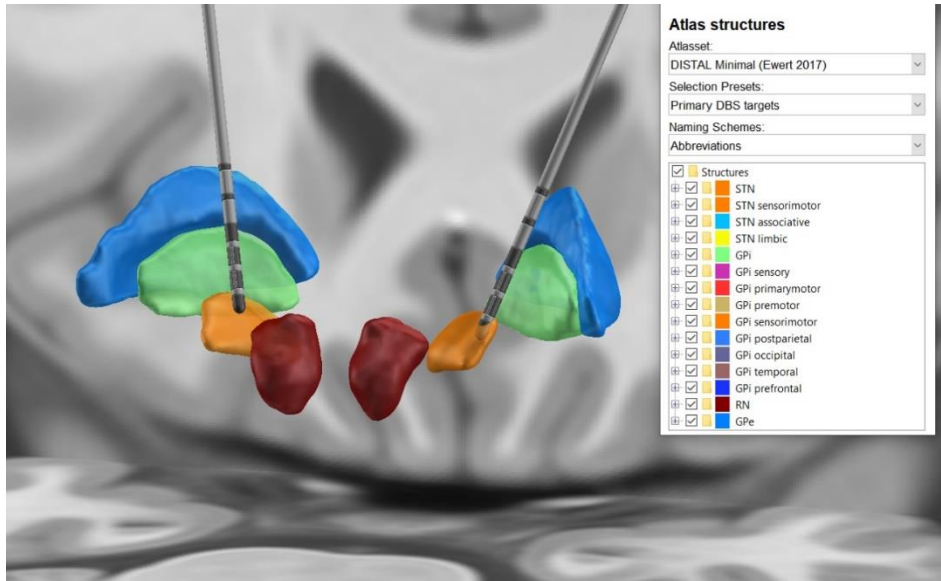 Atlas structures
Atlasset:
DISTAL Minimal (Ewert 2017)
Selection Presets:
Primary DBS targets
Naming Schemes:
Abbreviations
Structures
STN
STN sensorimotor
STN associative
STN limbic
GPi
GPi sensory
GPi primarymotor
GPi premotor
GPi sensorimotor
GPi postparietal
GPi occipital
GPi temporal
GPi prefrontal
RN
GPe